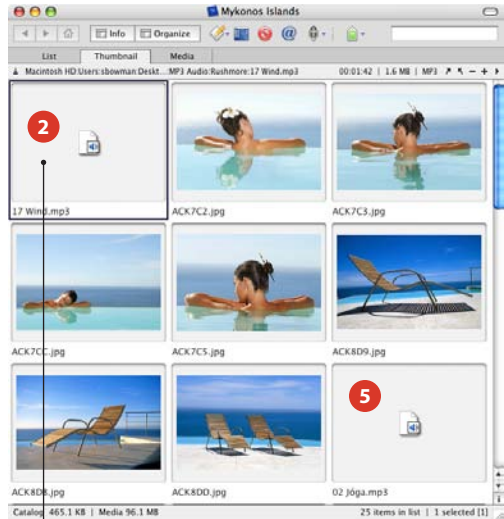 Mykonos Islands
Info Organize
List Thumbnail Media
Macintosh HD:Users:sbowman:Deskt...MP3 Audio:Rushmore:17 Wind.mp3 00:01:42 | 1.6 MB | MP3
2
17 Wind.mp3 ACK7C2.jpg ACK7C3.jpg
ACK7CC.jpg ACK7C5.jpg ACK8D9.jpg
5
ACK8D8.jpg ACK8DD.jpg 02 Jóga.mp3
Catalog 465.1 KB | Media 96.1 MB 25 items in list | 1 selected [1]